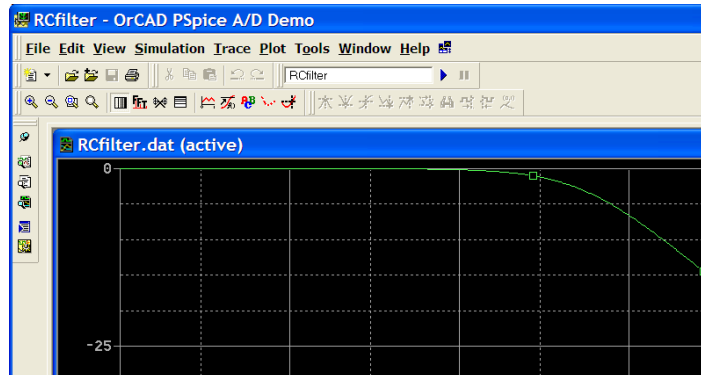 RCfilter - OrCAD PSpice A/D Demo
File Edit View Simulation Trace Plot Tools Window Help
RCfilter
RCfilter.dat (active)
0
-25